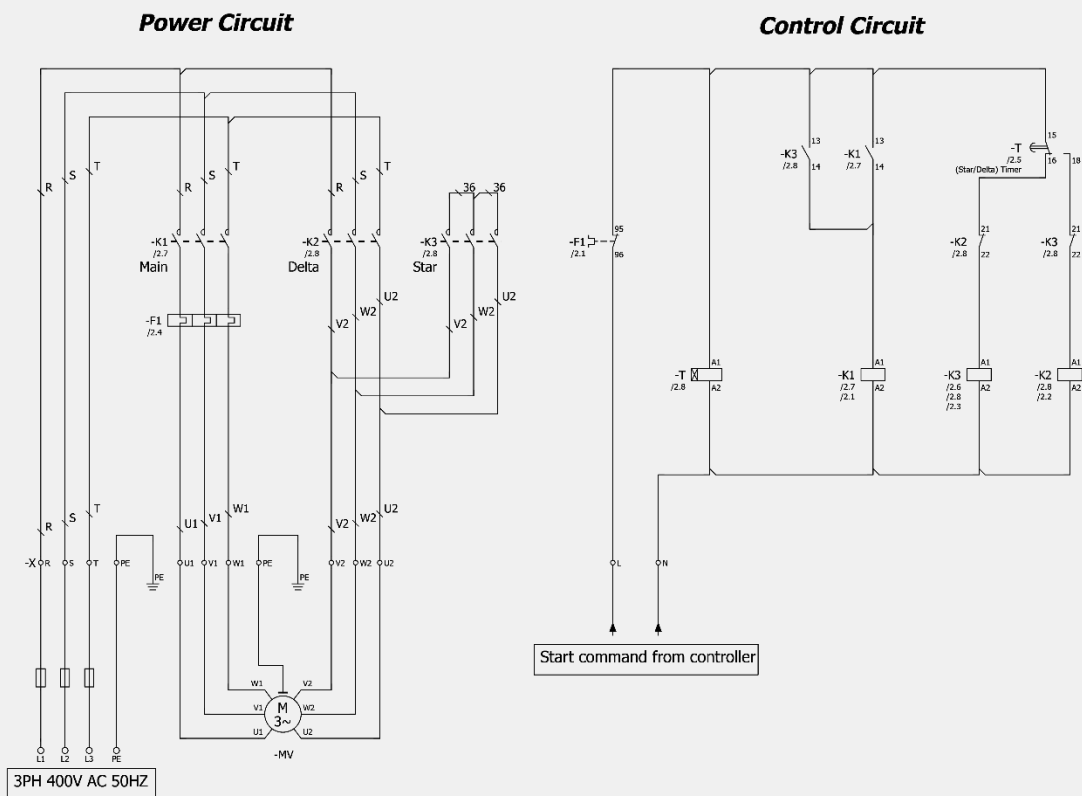 Power Circuit
Control Circuit
R
S
T
R
S
T
R
S
T
36
36
-K1
/2.7
Main
-K2
/2.8
Delta
-K3
/2.8
Star
-F1
/2.4
V2
W2
U2
V2
W2
U2
R
S
T
U1
V1
W1
V2
W2
U2
-X
R
S
T
PE
PE
U1
V1
W1
PE
PE
V2
W2
U2
W1
V2
V1
M
3~
W2
U1
U2
-MV
L1
L2
L3
PE
3PH 400V AC 50HZ
-K3
/2.8
13
14
-K1
/2.7
13
14
-T
/2.5
(Star/Delta) Timer
15
16
18
-F1
/2.1
95
96
-K2
/2.8
21
22
-K3
/2.8
21
22
-T
/2.8
A1
A2
-K1
/2.7
/2.1
A1
A2
-K3
/2.6
/2.8
/2.3
A1
A2
-K2
/2.8
/2.2
A1
A2
L
N
Start command from controller